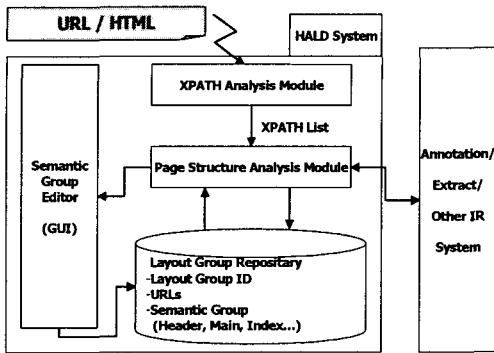 URL / HTML
HALD System
XPATH Analysis Module
XPATH List
Page Structure Analysis Module
Semantic
Group
Editor
(GUI)
Annotation/
Extract/
Other IR
System
Layout Group Repositary
-Layout Group ID
-URLs
-Semantic Group
(Header, Main, Index...)